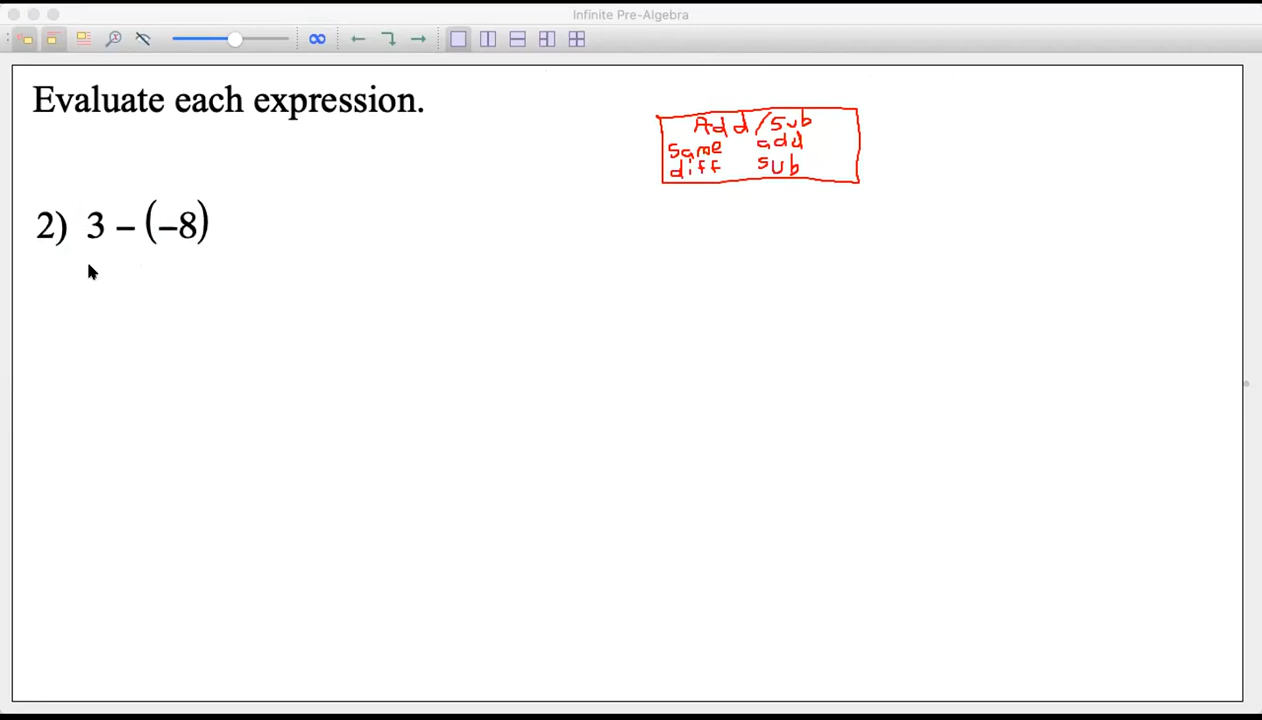 Infinite Pre-Algebra
Evaluate each expression.
Add/Sub
Same add
diff sub
2) 3 – (–8)